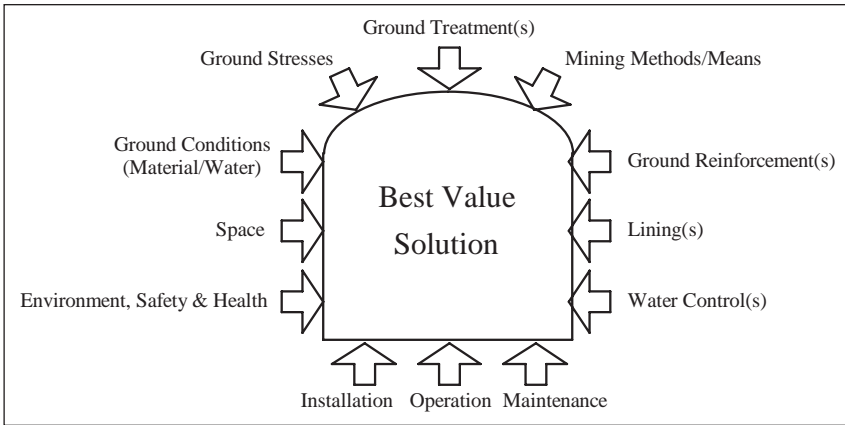 Ground Treatment(s)
Ground Stresses
Mining Methods/Means
Ground Conditions
(Material/Water)
Ground Reinforcement(s)
Best Value
Solution
Space
Lining(s)
Environment, Safety & Health
Water Control(s)
Installation
Operation
Maintenance